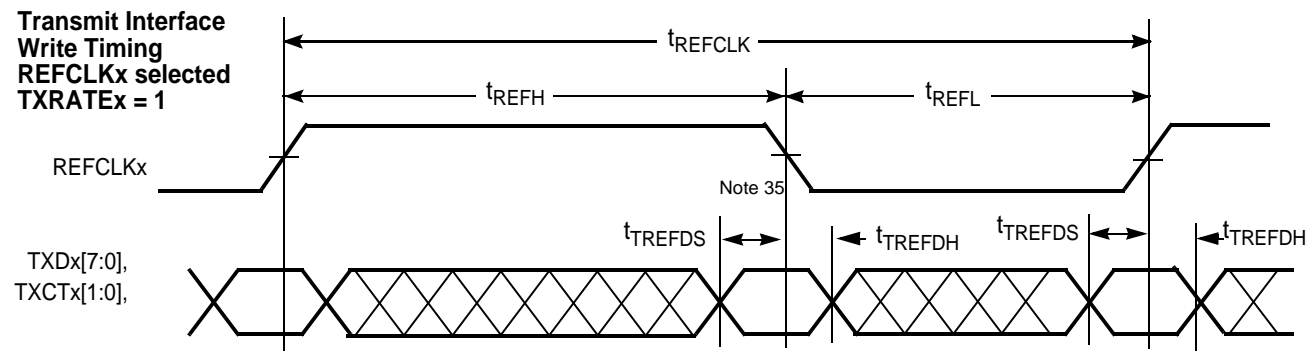 Transmit Interface
Write Timing
REFCLKx selected
TXRATEx = 1
tREFCLK
tREFH
tREFL
REFCLKx
Note 35
tTREFDS
tTREFDH
tTREFDS
tTREFDH
TXDx[7:0],
TXCTx[1:0],